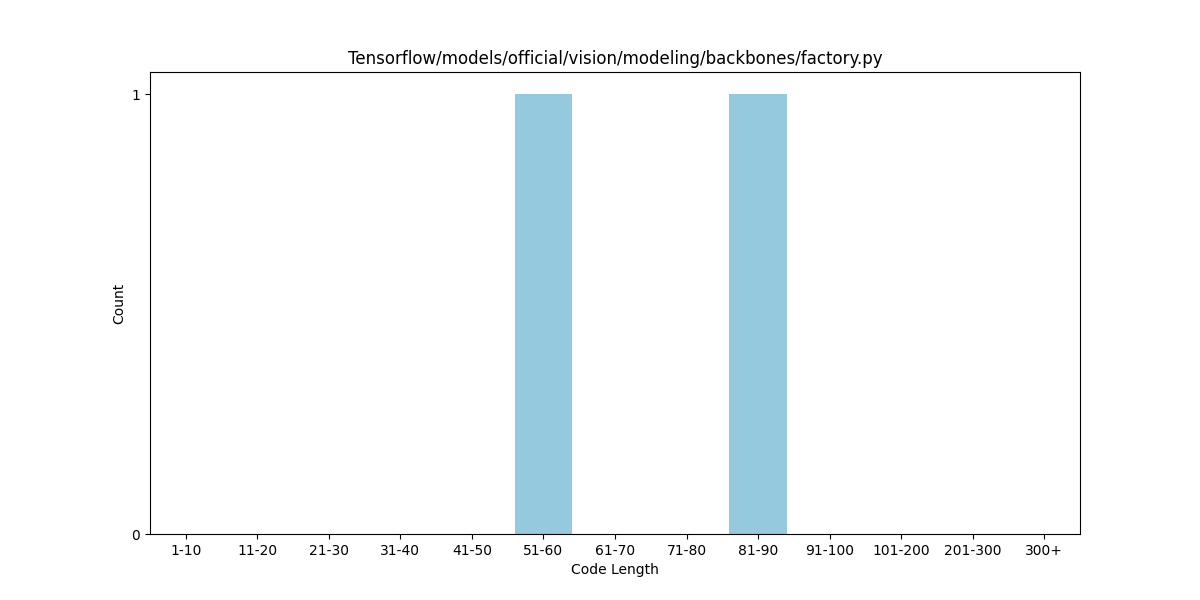 Tensorflow/models/official/vision/modeling/backbones/factory.py
1
Count
0
1-10 11-20 21-30 31-40 41-50 51-60 61-70 71-80 81-90 91-100 101-200 201-300 300+
Code Length